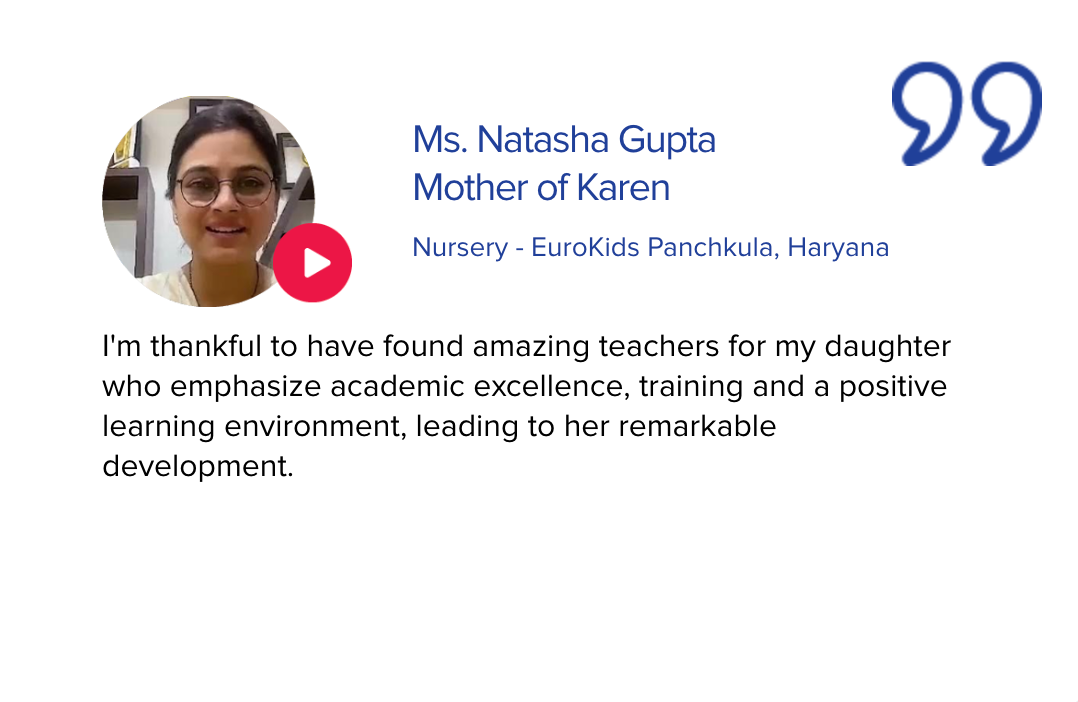 Ms. Natasha Gupta
Mother of Karen
Nursery - EuroKids Panchkula, Haryana
I'm thankful to have found amazing teachers for my daughter
who emphasize academic excellence, training and a positive
learning environment, leading to her remarkable
development.